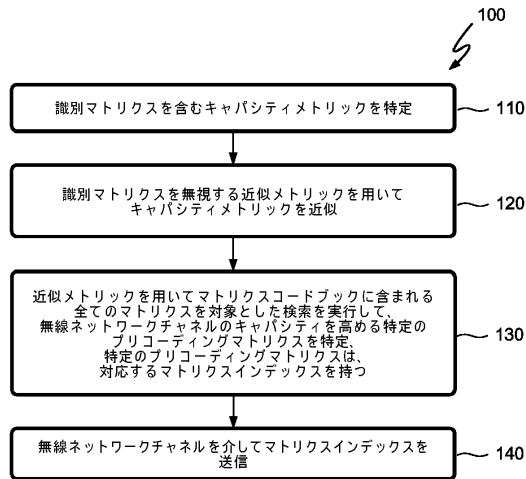 100
識別マトリクスを含むキャパシティメトリックを特定
110
識別マトリクスを無視する近似メトリックを用いて
キャパシティメトリックを近似
120
近似メトリックを用いてマトリクスコードブックに含まれる
全てのマトリクスを対象とした検索を実行して、
無線ネットワークチャネルのキャパシティを高める特定の
プリコーディングマトリクスを特定、
特定のプリコーディングマトリクスは、
対応するマトリクスインデックスを持つ
130
無線ネットワークチャネルを介してマトリクスインデックスを
送信
140